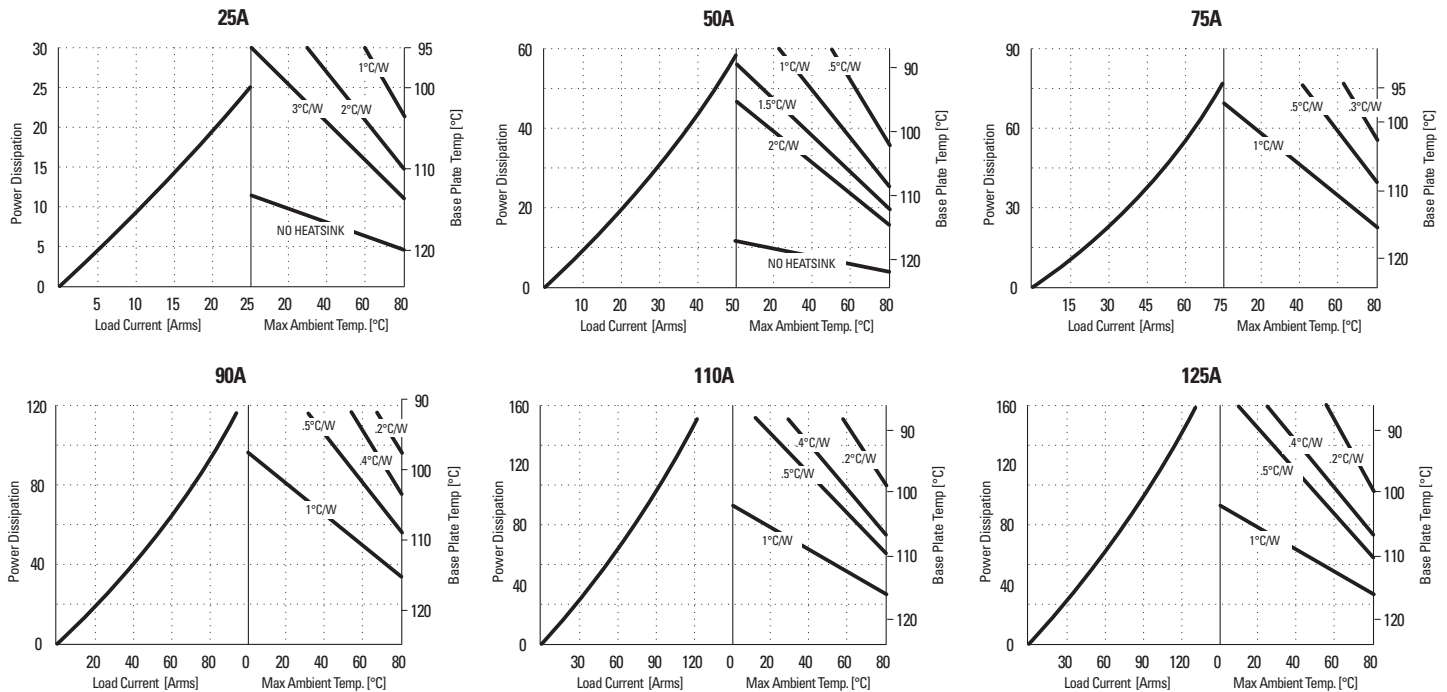 25A
30
25
20
15
10
5
0
Power Dissipation
5 10 15 20 25 20 40 60 80
Load Current [Arms] Max Ambient Temp. [°C]
95
100
110
120
Base Plate Temp [°C]
1°C/W
2°C/W
3°C/W
NO HEATSINK
50A
60
40
20
0
Power Dissipation
10 20 30 40 50 20 40 60 80
Load Current [Arms] Max Ambient Temp. [°C]
90
100
110
120
Base Plate Temp [°C]
1°C/W
.5°C/W
1.5°C/W
2°C/W
NO HEATSINK
75A
90
60
30
0
Power Dissipation
15 30 45 60 75 20 40 60 80
Load Current [Arms] Max Ambient Temp. [°C]
95
100
110
120
Base Plate Temp [°C]
.5°C/W
.3°C/W
1°C/W
90A
120
80
40
0
Power Dissipation
20 40 60 80 0 20 40 60 80
Load Current [Arms] Max Ambient Temp. [°C]
90
100
110
120
Base Plate Temp [°C]
.5°C/W
.2°C/W
.4°C/W
1°C/W
110A
160
120
80
40
0
Power Dissipation
30 60 90 120 0 20 40 60 80
Load Current [Arms] Max Ambient Temp. [°C]
90
100
110
120
Base Plate Temp [°C]
.4°C/W
.2°C/W
.5°C/W
1°C/W
125A
160
120
80
40
0
Power Dissipation
30 60 90 120 0 20 40 60 80
Load Current [Arms] Max Ambient Temp. [°C]
90
100
110
120
Base Plate Temp [°C]
.4°C/W
.2°C/W
.5°C/W
1°C/W